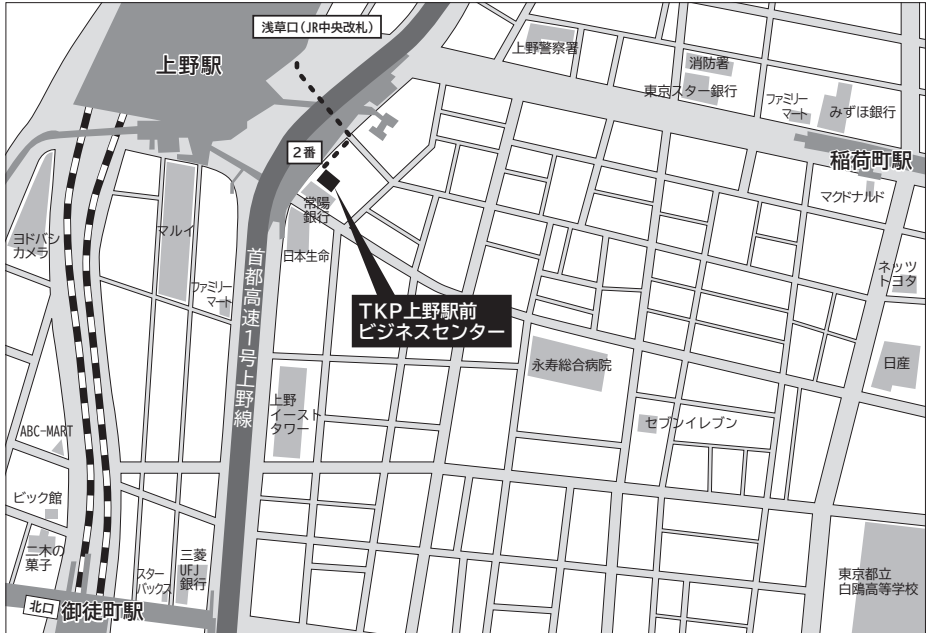 浅草口(JR中央改札)
上野駅
上野警察署
消防署
東京スター銀行
ファミリー
マート
みずほ銀行
稲荷町駅
マクドナルド
2番
常陽
銀行
日本生命
マルイ
ヨドバシ
カメラ
ファミリー
マート
首都高速1号上野線
TKP上野駅前
ビジネスセンター
ネッツ
トヨタ
日産
永寿総合病院
セブンイレブン
上野
イースト
タワー
ABC-MART
ビック館
二木の
菓子
スター
バックス
三菱
UFJ
銀行
北口
御徒町駅
東京都立
白鴎高等学校